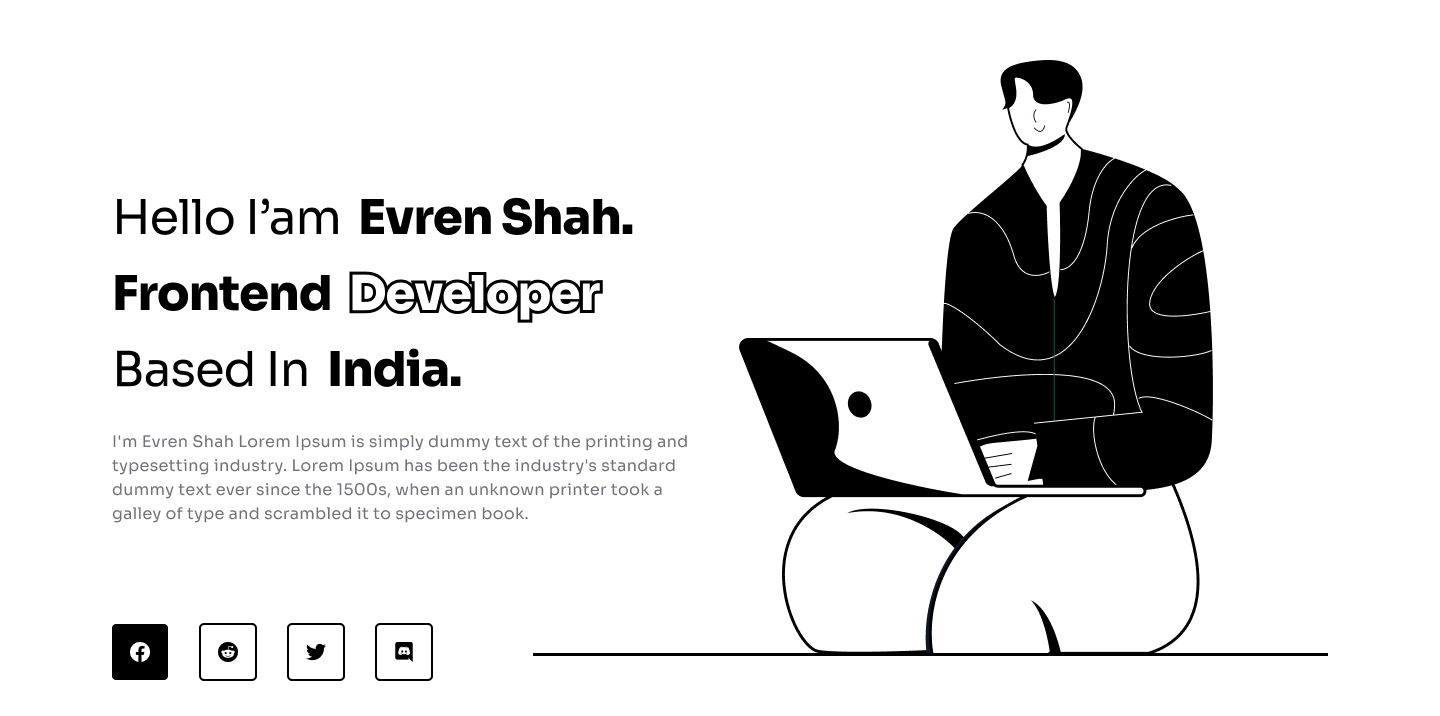 Hello I’am Evren Shah.
Frontend Developer
Based In India.
I'm Evren Shah Lorem Ipsum is simply dummy text of the printing and
typesetting industry. Lorem Ipsum has been the industry's standard
dummy text ever since the 1500s, when an unknown printer took a
galley of type and scrambled it to specimen book.